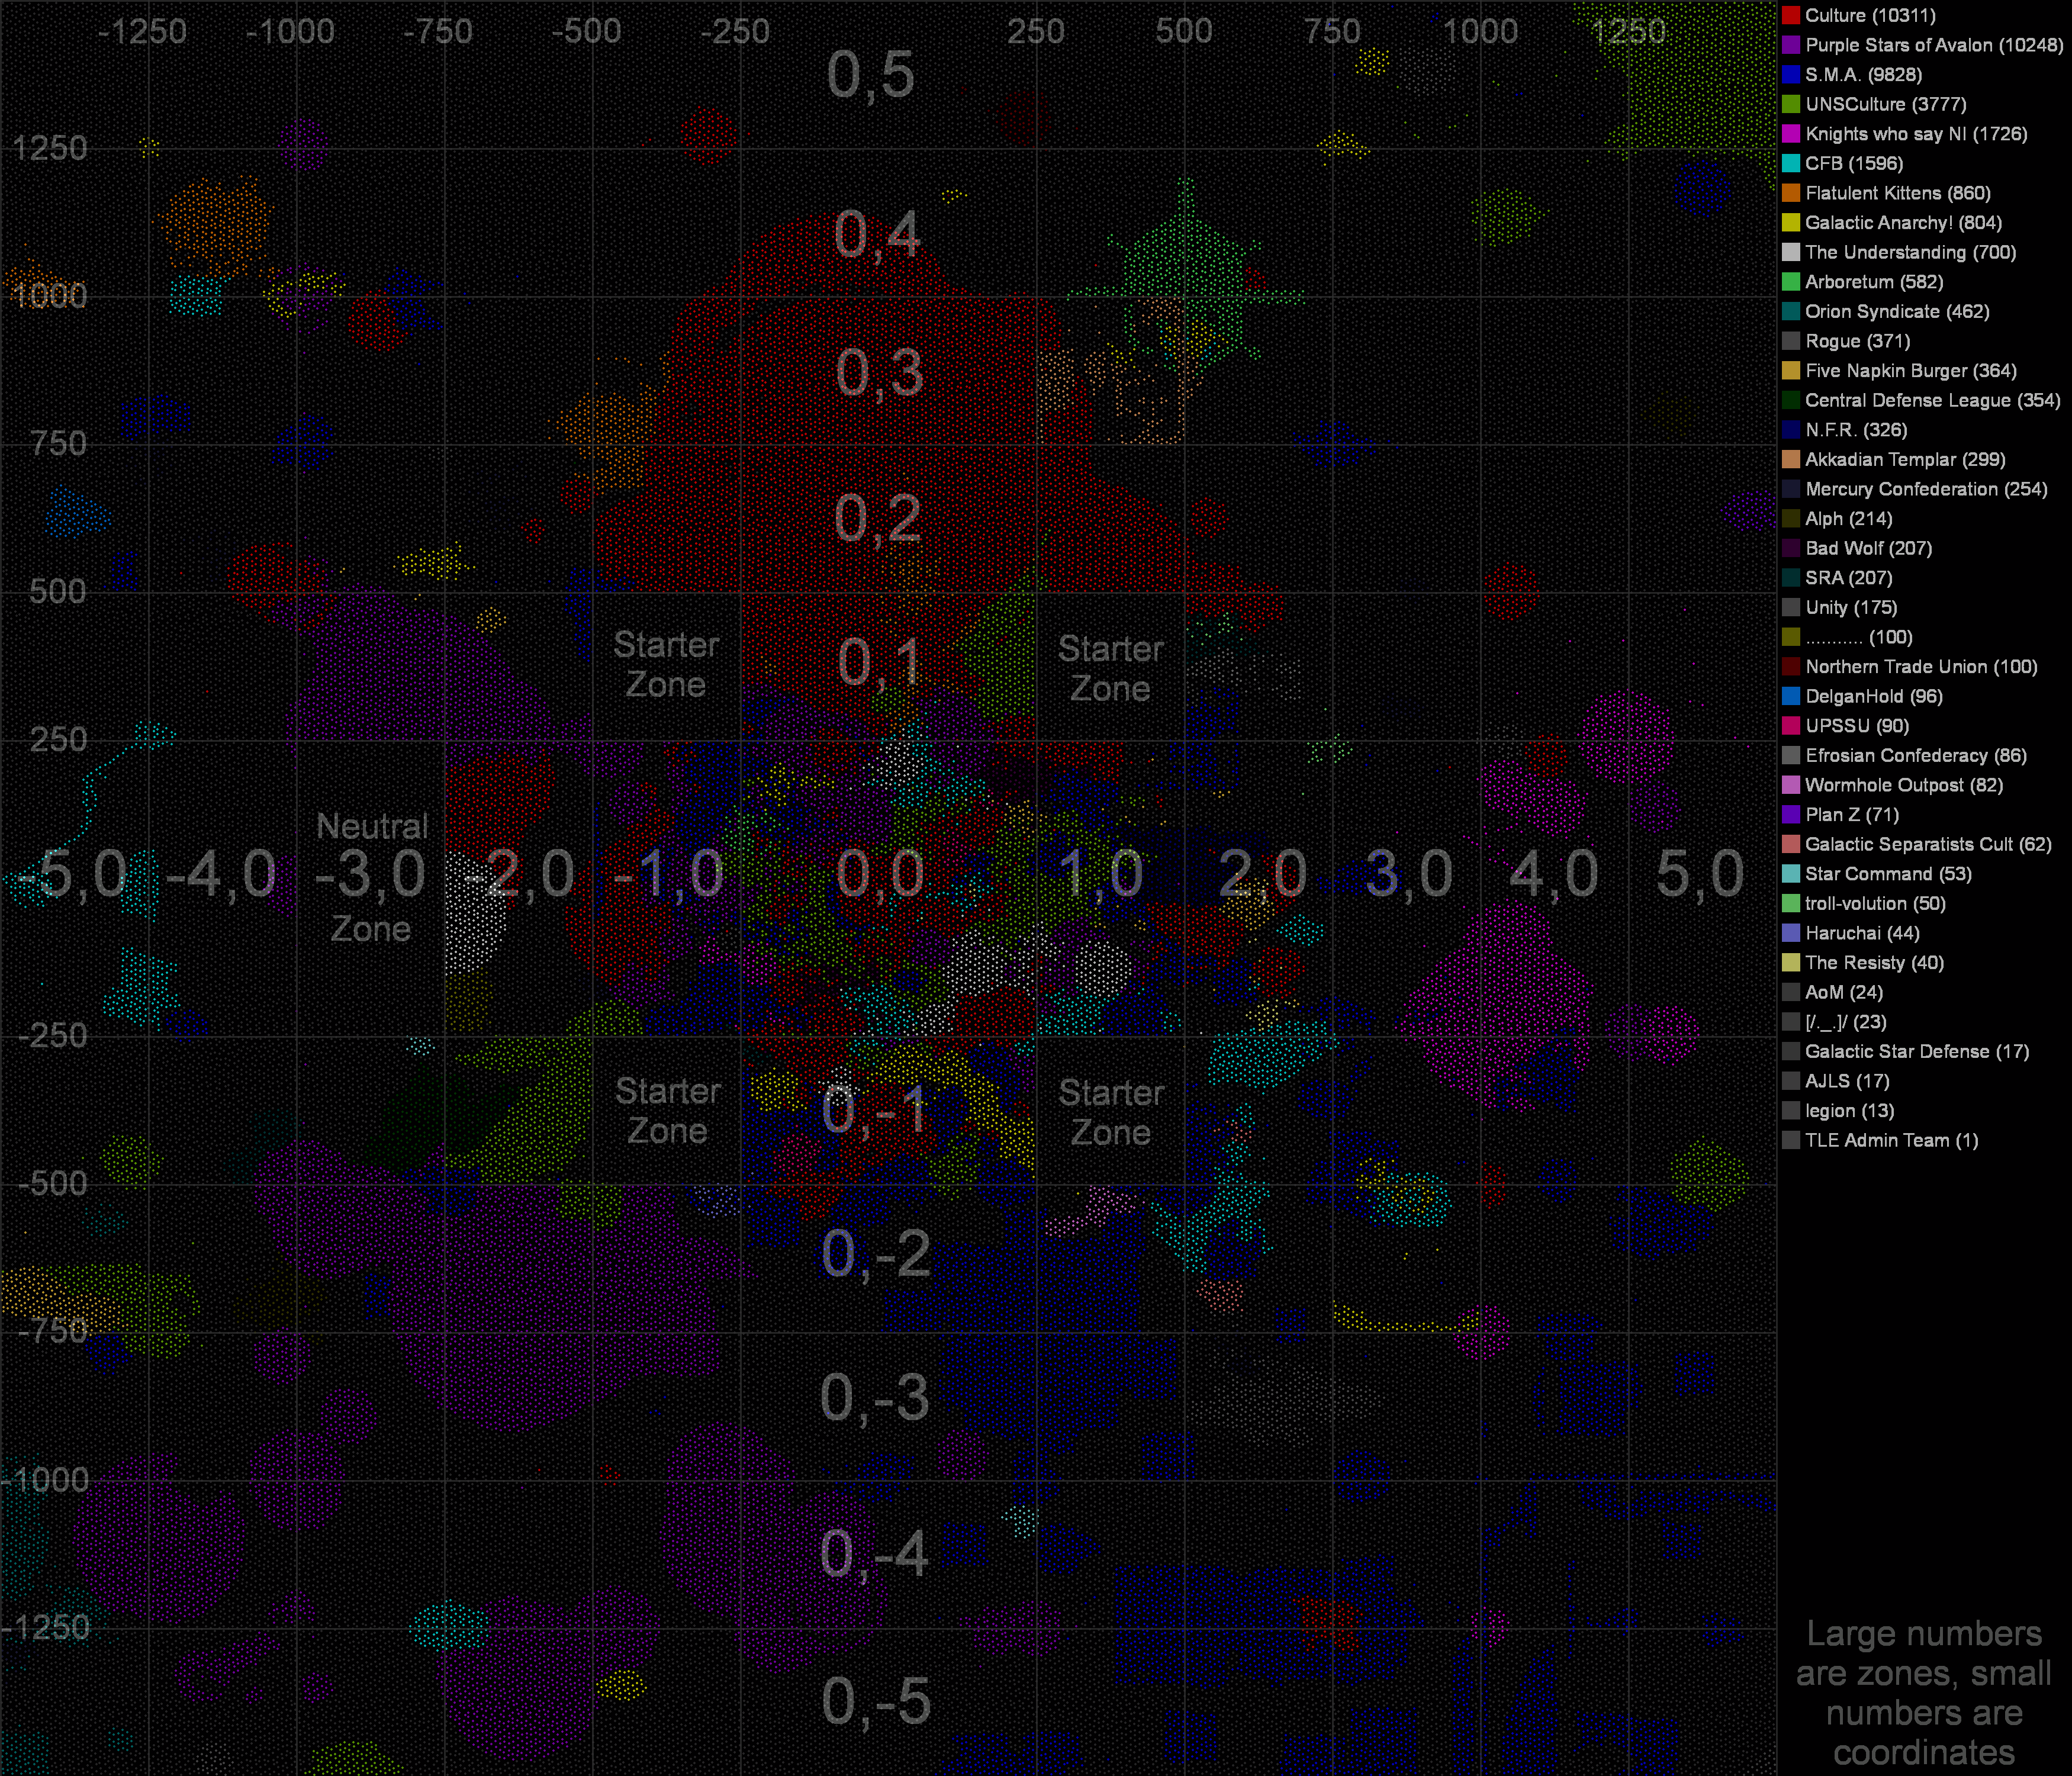 -1250 -1000 -750 -500 -250 250 500 750 1000 1250
0,5
1250
0,4
1000
0,3
750
0,2
500
Starter
Zone
0,1
Starter
Zone
250
Neutral
Zone
-5,0 -4,0 -3,0 -2,0 -1,0 0,0 1,0 2,0 3,0 4,0 5,0
-250
Starter
Zone
0,-1
Starter
Zone
-500
0,-2
-750
0,-3
-1000
0,-4
-1250
0,-5
Culture (10311)
Purple Stars of Avalon (10248)
S.M.A. (9828)
UNSCulture (3777)
Knights who say NI (1726)
CFB (1596)
Flatulent Kittens (860)
Galactic Anarchy! (804)
The Understanding (700)
Arboretum (582)
Orion Syndicate (462)
Rogue (371)
Five Napkin Burger (364)
Central Defense League (354)
N.F.R. (326)
Akkadian Templar (299)
Mercury Confederation (254)
Alph (214)
Bad Wolf (207)
SRA (207)
Unity (175)
........... (100)
Northern Trade Union (100)
DelganHold (96)
UPSSU (90)
Efrosian Confederacy (86)
Wormhole Outpost (82)
Plan Z (71)
Galactic Separatists Cult (62)
Star Command (53)
troll-volution (50)
Haruchai (44)
The Resisty (40)
AoM (24)
[/._.]/ (23)
Galactic Star Defense (17)
AJLS (17)
legion (13)
TLE Admin Team (1)
Large numbers
are zones, small
numbers are
coordinates